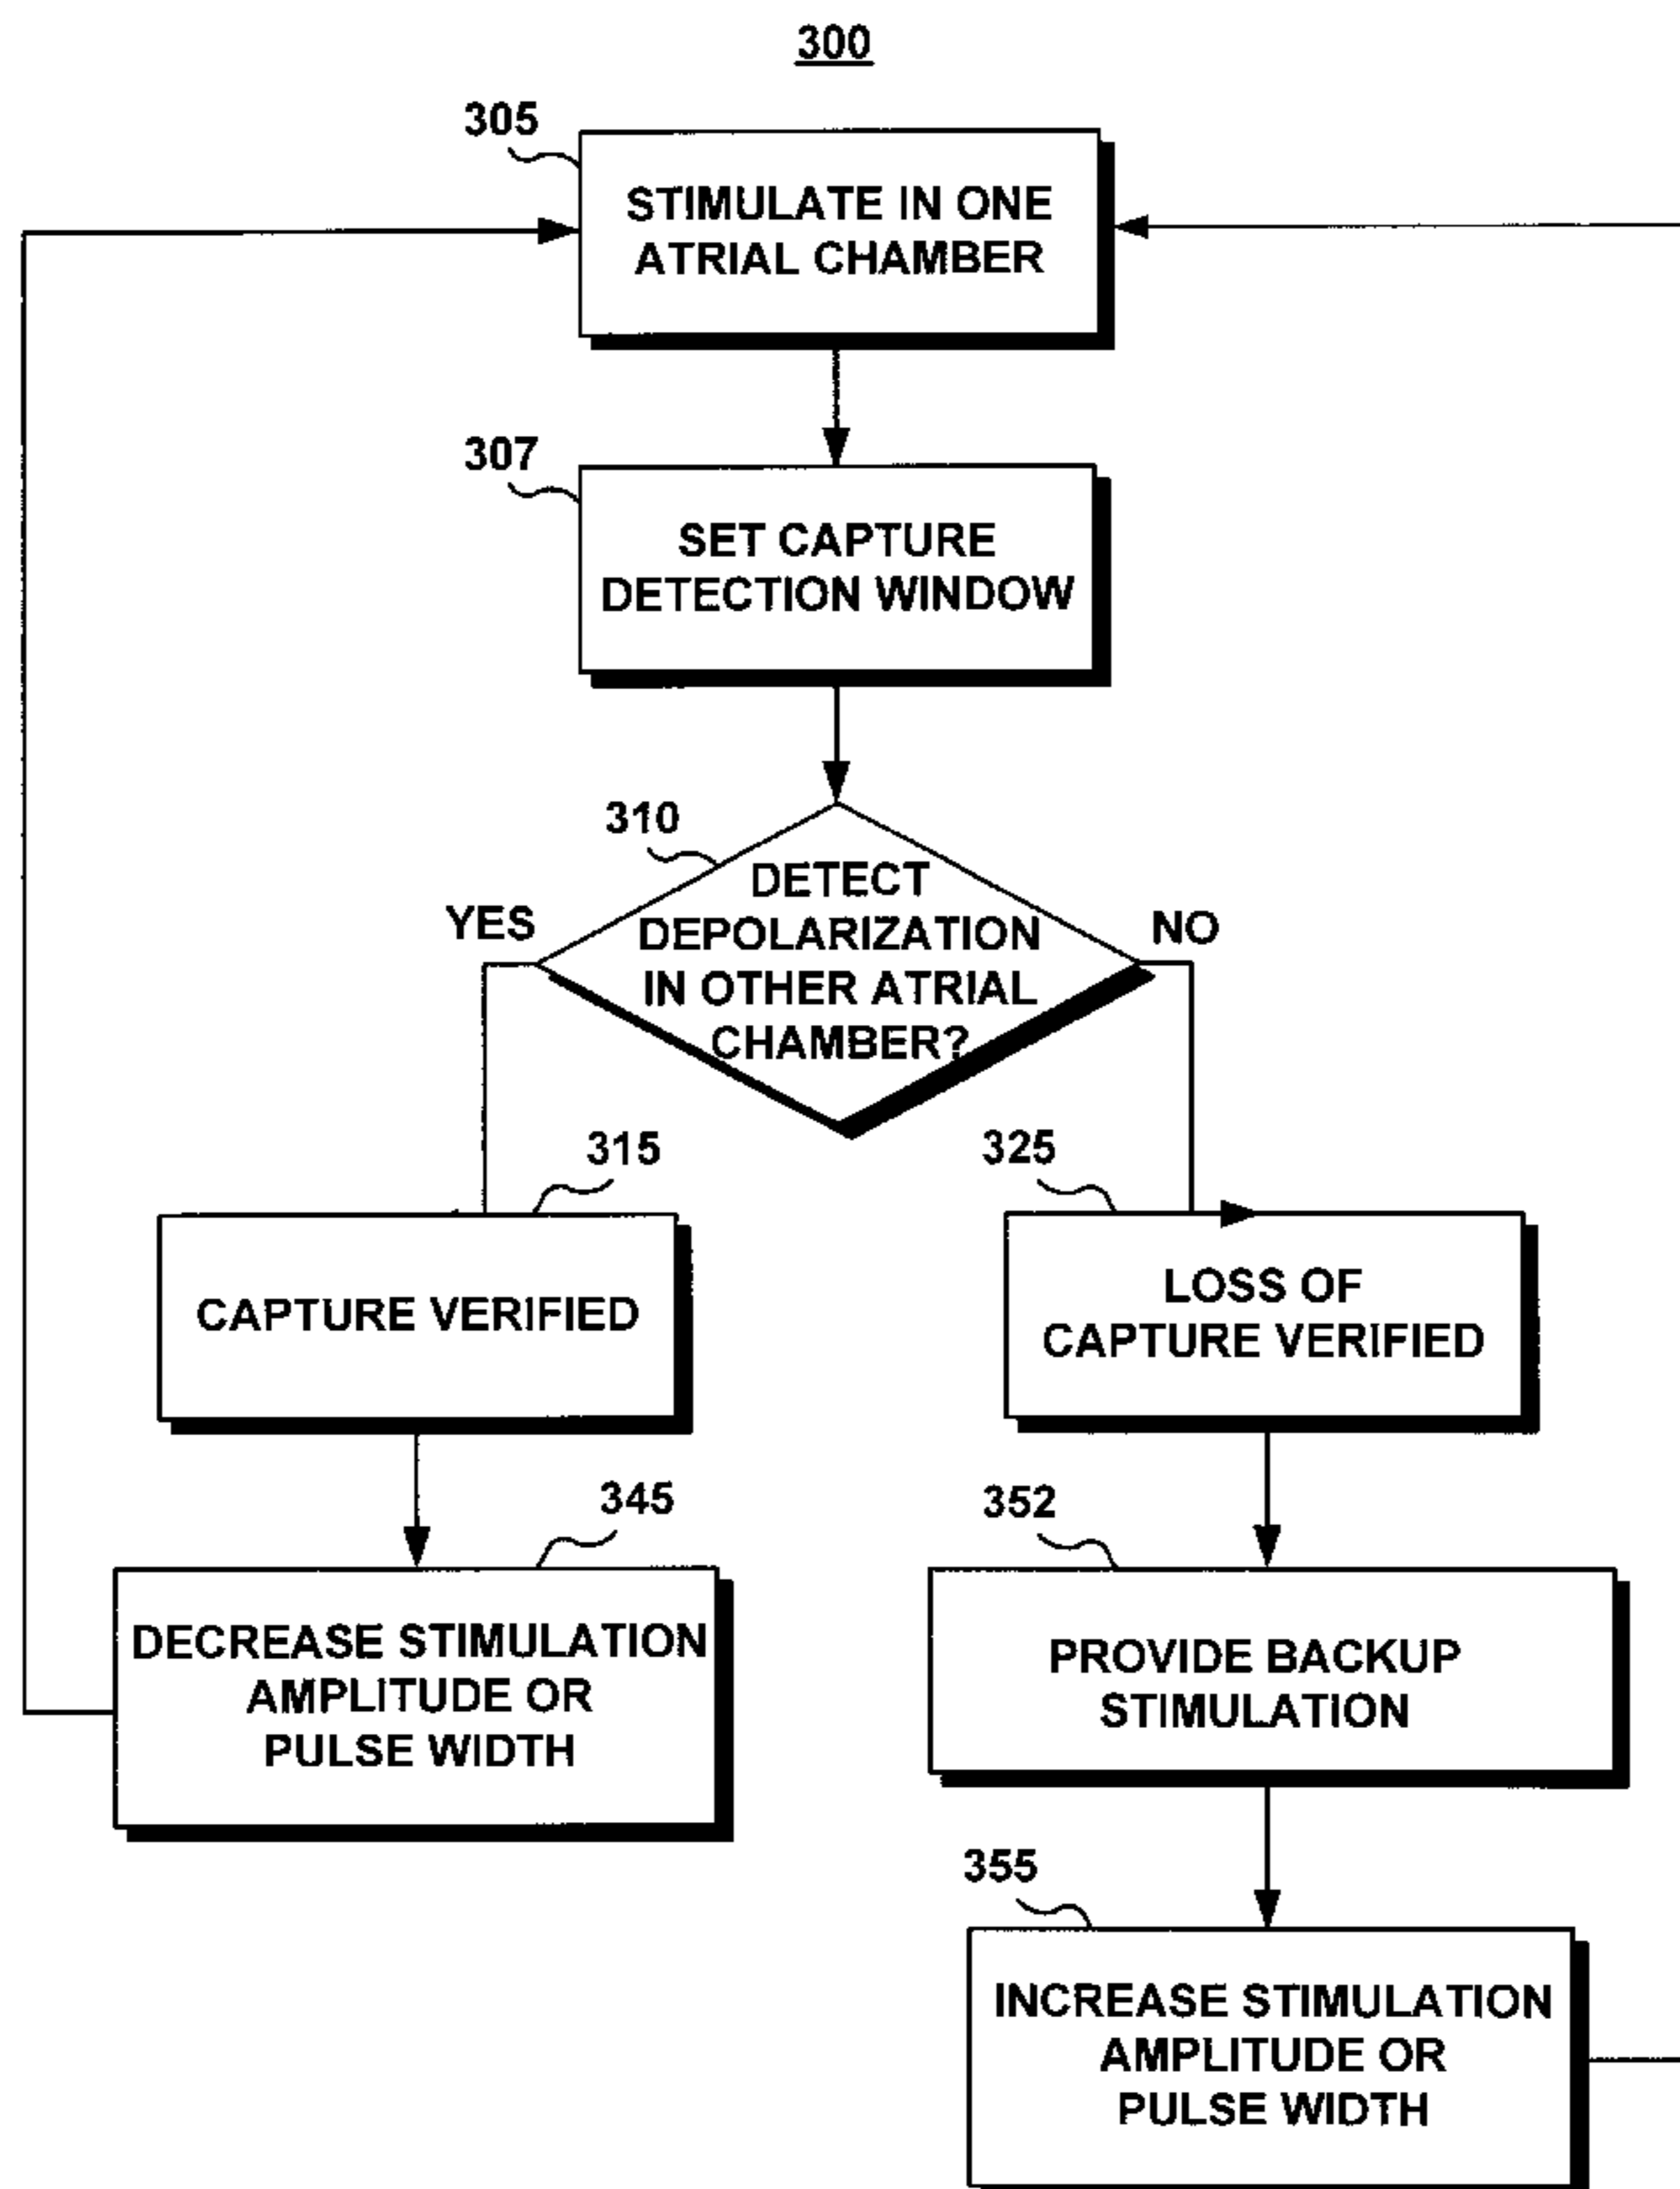 300
305
STIMULATE IN ONE
ATRIAL CHAMBER
307
SET CAPTURE
DETECTION WINDOW
310
DETECT
DEPOLARIZATION
IN OTHER ATRIAL
CHAMBER?
YES
NO
315
CAPTURE VERIFIED
325
LOSS OF
CAPTURE VERIFIED
345
DECREASE STIMULATION
AMPLITUDE OR
PULSE WIDTH
352
PROVIDE BACKUP
STIMULATION
355
INCREASE STIMULATION
AMPLITUDE OR
PULSE WIDTH